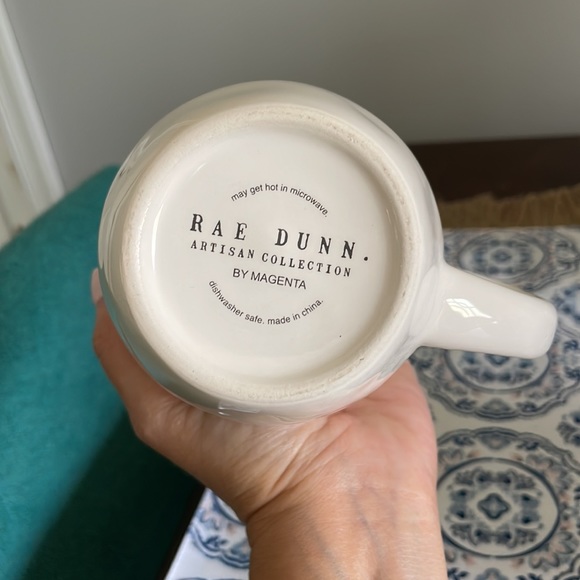 may get hot in microwave.
RAE DUNN.
ARTISAN COLLECTION
BY MAGENTA
dishwasher safe. made in china.